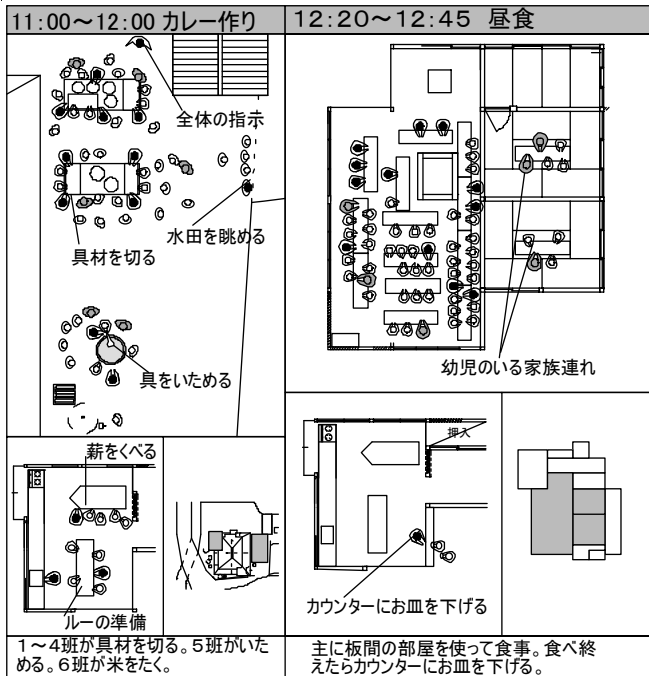 11:00～12:00 カレー作り
全体の指示
水田を眺める
具材を切る
具をいためる
薪をくべる
ルーの準備
1～4班が具材を切る。5班がいた
める。6班が米をたく。
12:20～12:45 昼食
幼児のいる家族連れ
押入
カウンターにお皿を下げる
主に板間の部屋を使って食事。食べ終
えたらカウンターにお皿を下げる。